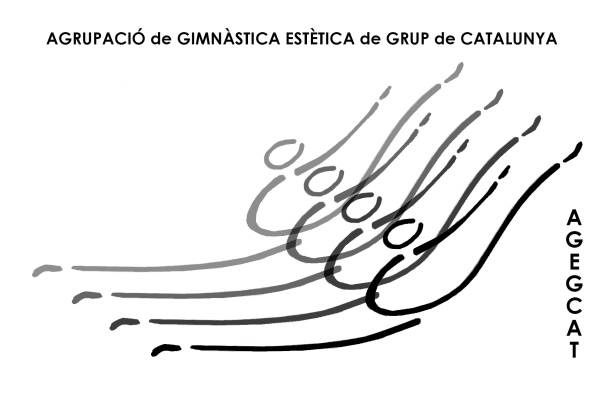 AGRUPACIÓ de GIMNÀSTICA ESTÈTICA de GRUP de CATALUNYA
AGEGCAT